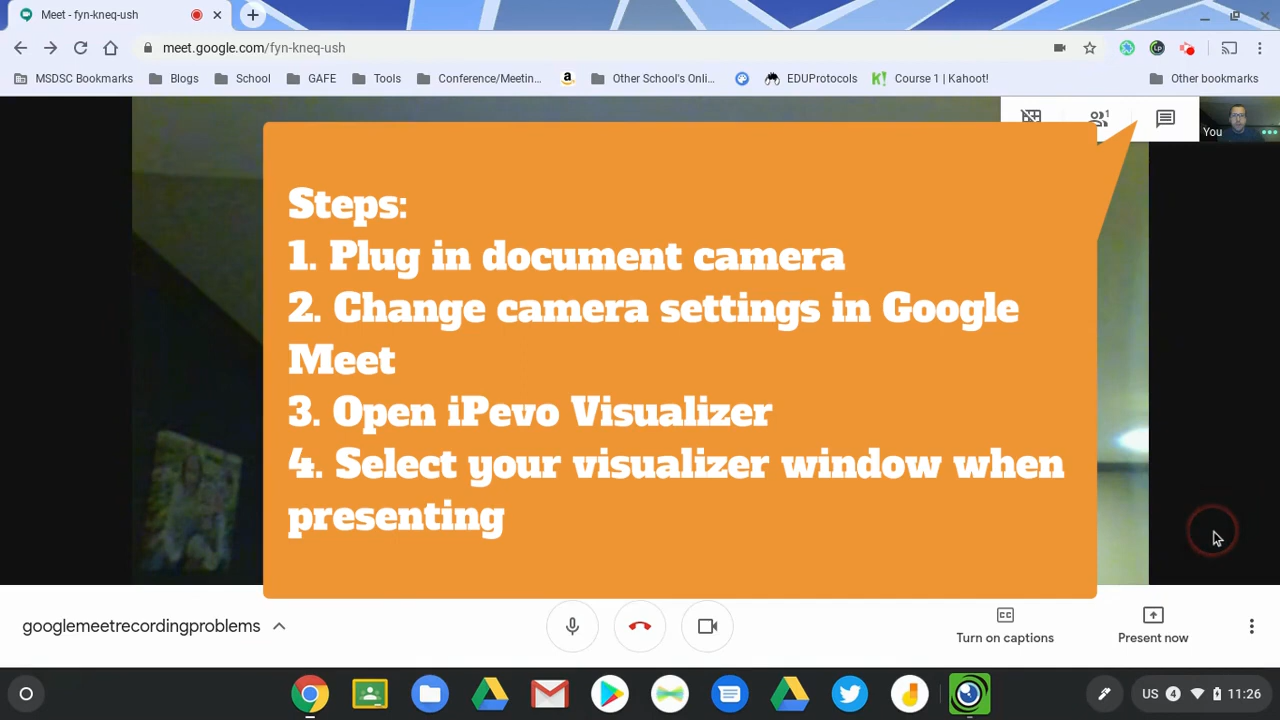 Meet - fyn-kneq-ush
meet.google.com/fyn-kneq-ush
MSDSC Bookmarks Blogs School GAFE Tools Conference/Meetin... Other School's Onli... EDUProtocols Course 1 | Kahoot! Other bookmarks
1
You
Steps:
1. Plug in document camera
2. Change camera settings in Google
Meet
3. Open iPevo Visualizer
4. Select your visualizer window when
presenting
googlemeetrecordingproblems
Turn on captions
Present now
US 4 11:26